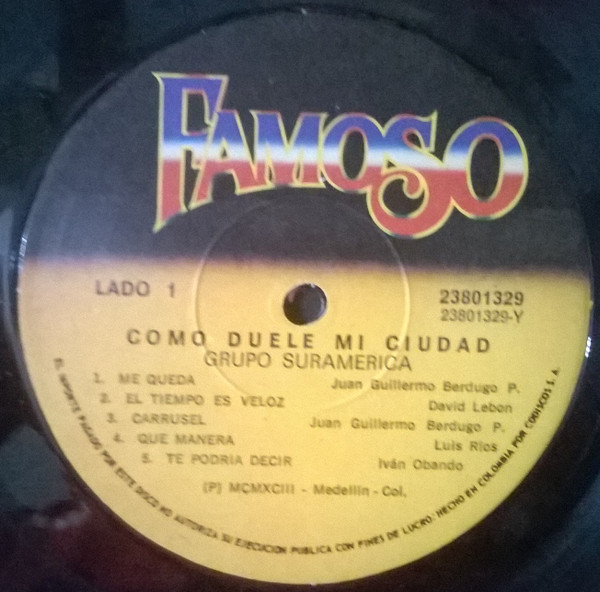 FAMOSO
LADO 1
23801329
23801329-Y
COMO DUELE MI CIUDAD
GRUPO SURAMERICA
1. ME QUEDA Juan Guillermo Berdugo P.
2. EL TIEMPO ES VELOZ David Lebon
3. CARRUSEL Juan Guillermo Berdugo P.
4. QUE MANERA Luis Rios
5. TE PODRIA DECIR Iván Obando
(P) MCMXCIII - Medellín - Col.
EL IMPORTE PAGADO POR ESTE DISCO NO AUTORIZA SU EJECUCION PUBLICA CON FINES DE LUCRO: HECHO EN COLOMBIA POR CODISCOS S. A.